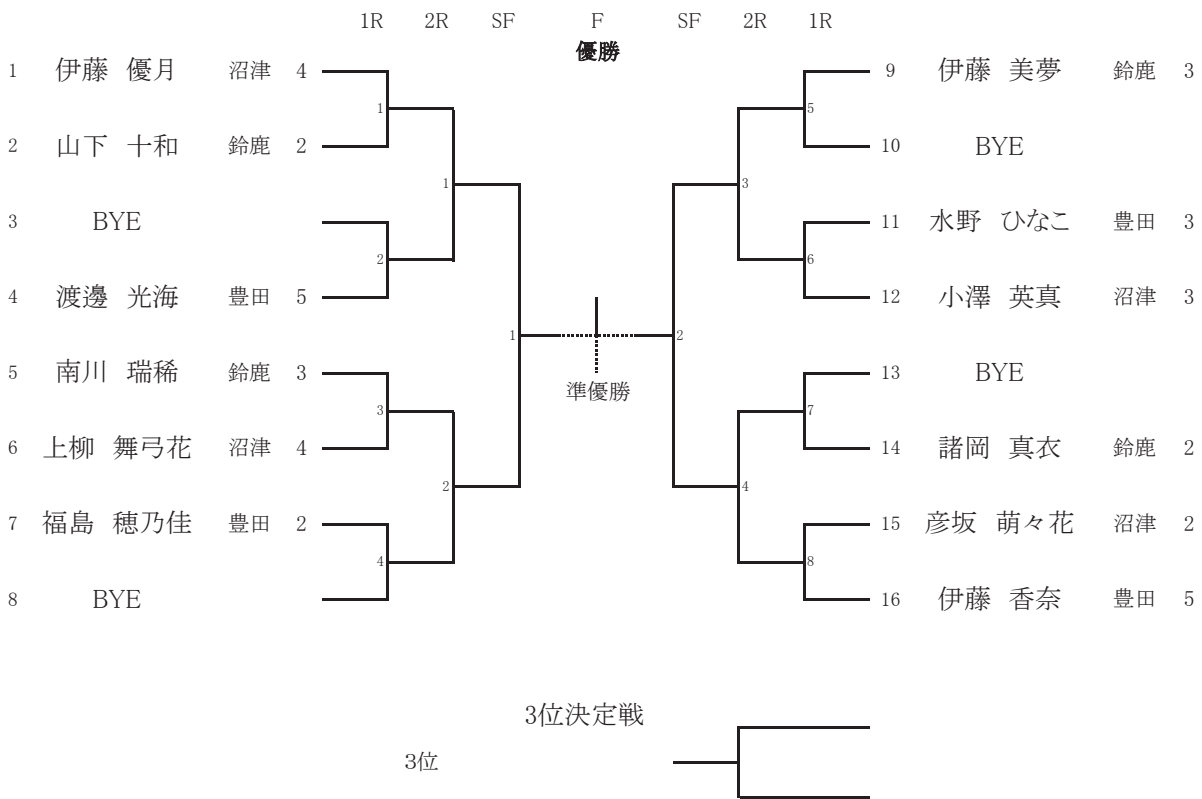 1R 2R SF F SF 2R 1R
優勝
1 伊藤 優月 沼津 4 9 伊藤 美夢 鈴鹿 3
1 5
2 山下 十和 鈴鹿 2 10 BYE
1 3
3 BYE 11 水野 ひなこ 豊田 3
2 6
4 渡邊 光海 豊田 5 12 小澤 英真 沼津 3
1 2
5 南川 瑞稀 鈴鹿 3 13 BYE
準優勝
3 7
6 上柳 舞弓花 沼津 4 14 諸岡 真衣 鈴鹿 2
2 4
7 福島 穂乃佳 豊田 2 15 彦坂 萌々花 沼津 2
4 8
8 BYE 16 伊藤 香奈 豊田 5
3位決定戦
3位